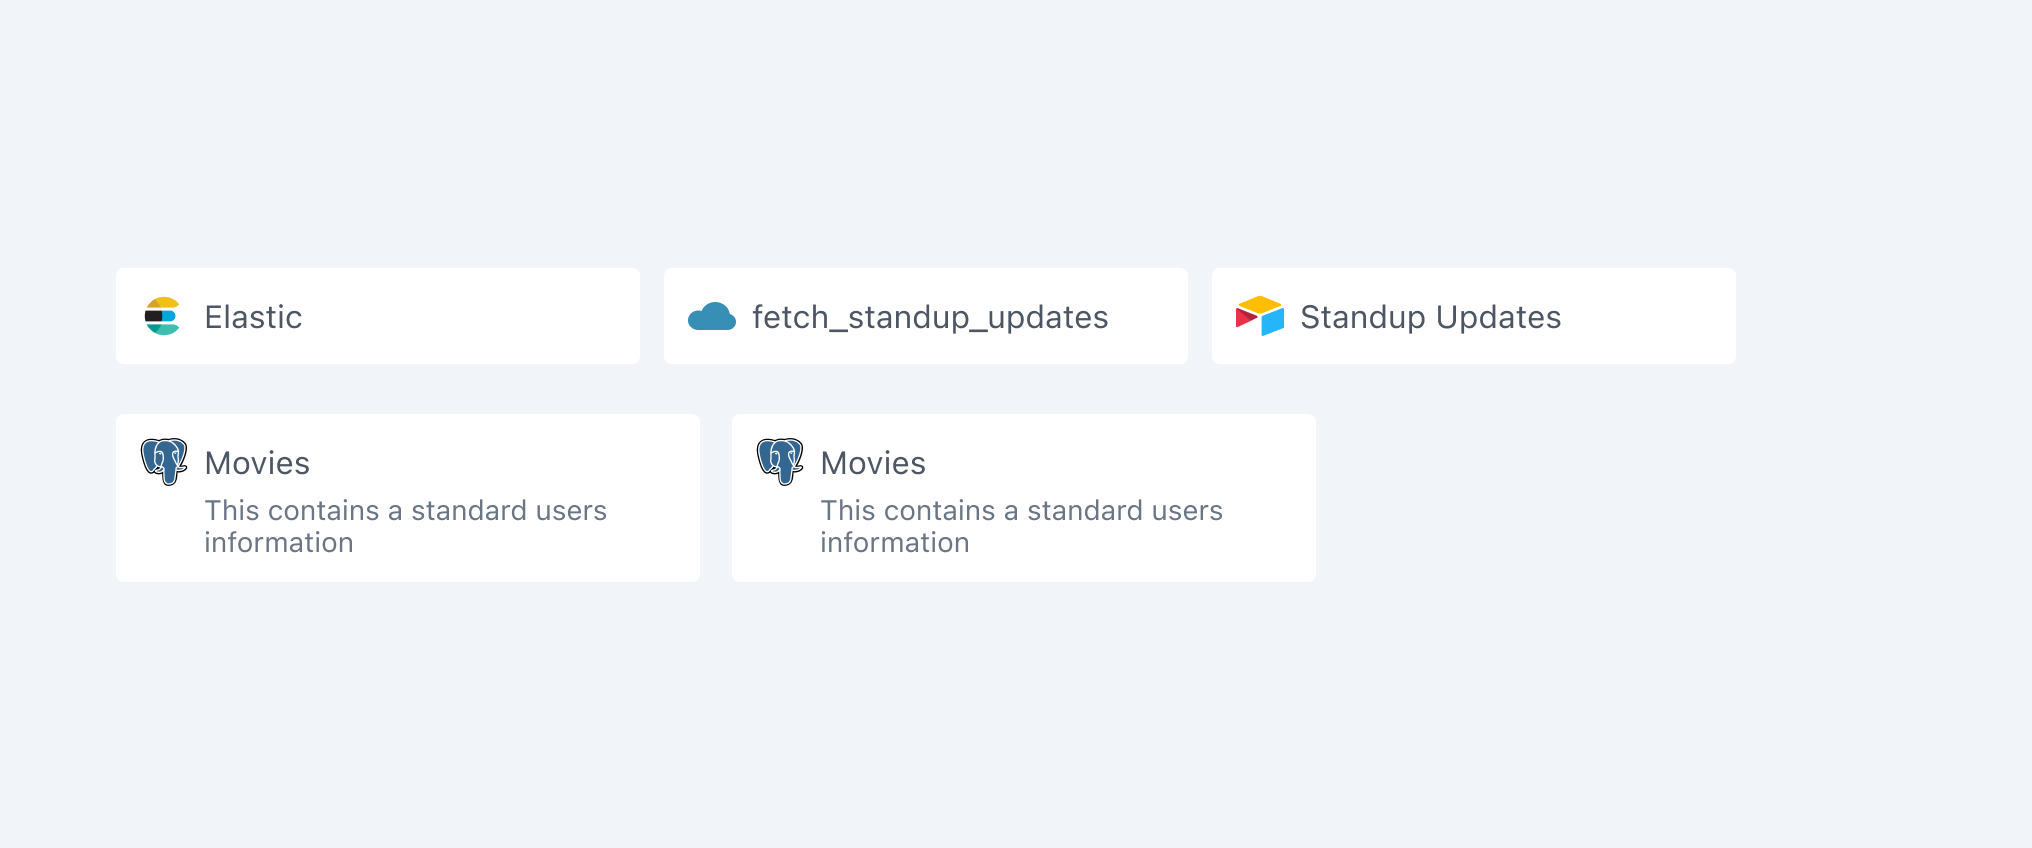 Elastic
fetch_standup_updates
Standup Updates
Movies
This contains a standard users
information
Movies
This contains a standard users
information